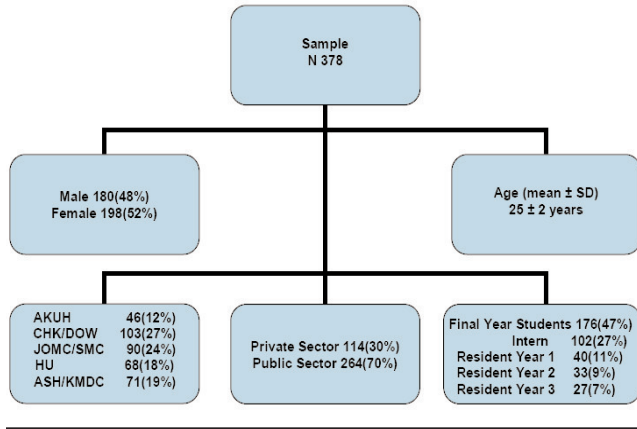 Sample
N 378
Male 180(48%)
Female 198(52%)
Age (mean ± SD)
25 ± 2 years
AKUH 46(12%)
CHK/DOW 103(27%)
JOMC/SMC 90(24%)
HU 68(18%)
ASH/KMDC 71(19%)
Private Sector 114(30%)
Public Sector 264(70%)
Final Year Students 176(47%)
Intern 102(27%)
Resident Year 1 40(11%)
Resident Year 2 33(9%)
Resident Year 3 27(7%)